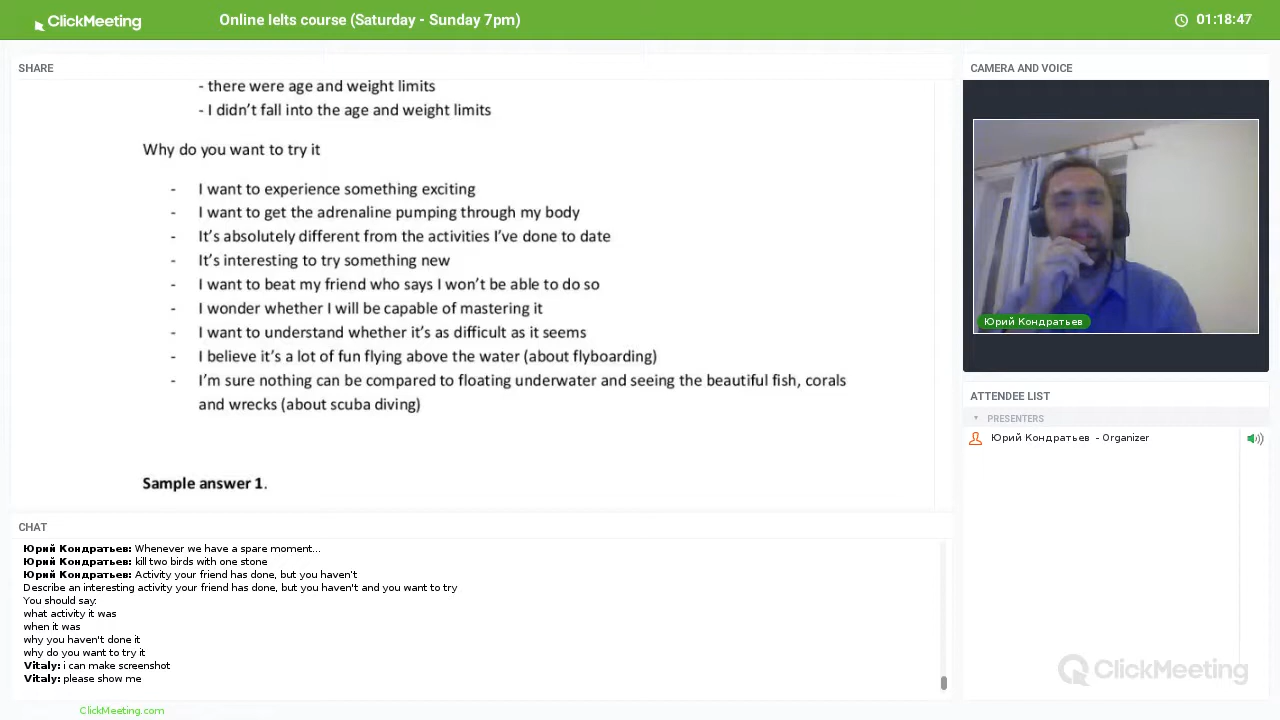 ClickMeeting
Online Ielts course (Saturday - Sunday 7pm)
01:18:47
SHARE
- there were age and weight limits
- I didn't fall into the age and weight limits
Why do you want to try it
- I want to experience something exciting
- I want to get the adrenaline pumping through my body
- It's absolutely different from the activities I've done to date
- It's interesting to try something new
- I want to beat my friend who says I won't be able to do so
- I wonder whether I will be capable of mastering it
- I want to understand whether it's as difficult as it seems
- I believe it's a lot of fun flying above the water (about flyboarding)
- I'm sure nothing can be compared to floating underwater and seeing the beautiful fish, corals
and wrecks (about scuba diving)
Sample answer 1.
CHAT
Юрий Кондратьев: Whenever we have a spare moment...
Юрий Кондратьев: kill two birds with one stone
Юрий Кондратьев: Activity your friend has done, but you haven't
Describe an interesting activity your friend has done, but you haven't and you want to try
You should say:
what activity it was
when it was
why you haven't done it
why do you want to try it
Vitaly: i can make screenshot
Vitaly: please show me
CAMERA AND VOICE
Юрий Кондратьев
ATTENDEE LIST
PRESENTERS
Юрий Кондратьев - Organizer
ClickMeeting
ClickMeeting.com